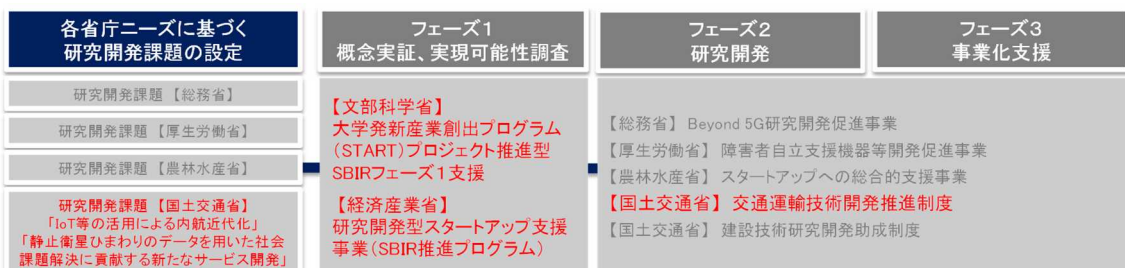 各省庁ニーズに基づく
研究開発課題の設定
フェーズ1
概念実証、実現可能性調査
フェーズ2
研究開発
フェーズ3
事業化支援
研究開発課題 【総務省】
研究開発課題 【厚生労働省】
研究開発課題 【農林水産省】
研究開発課題 【国土交通省】
「IoT等の活用による内航近代化」
「静止衛星ひまわりのデータを用いた社会
課題解決に貢献する新たなサービス開発」
【文部科学省】
大学発新産業創出プログラム
(START)プロジェクト推進型
SBIRフェーズ1支援
【経済産業省】
研究開発型スタートアップ支援
事業(SBIR推進プログラム)
【総務省】 Beyond 5G研究開発促進事業
【厚生労働省】 障害者自立支援機器等開発促進事業
【農林水産省】 スタートアップへの総合的支援事業
【国土交通省】 交通運輸技術開発推進制度
【国土交通省】 建設技術研究開発助成制度